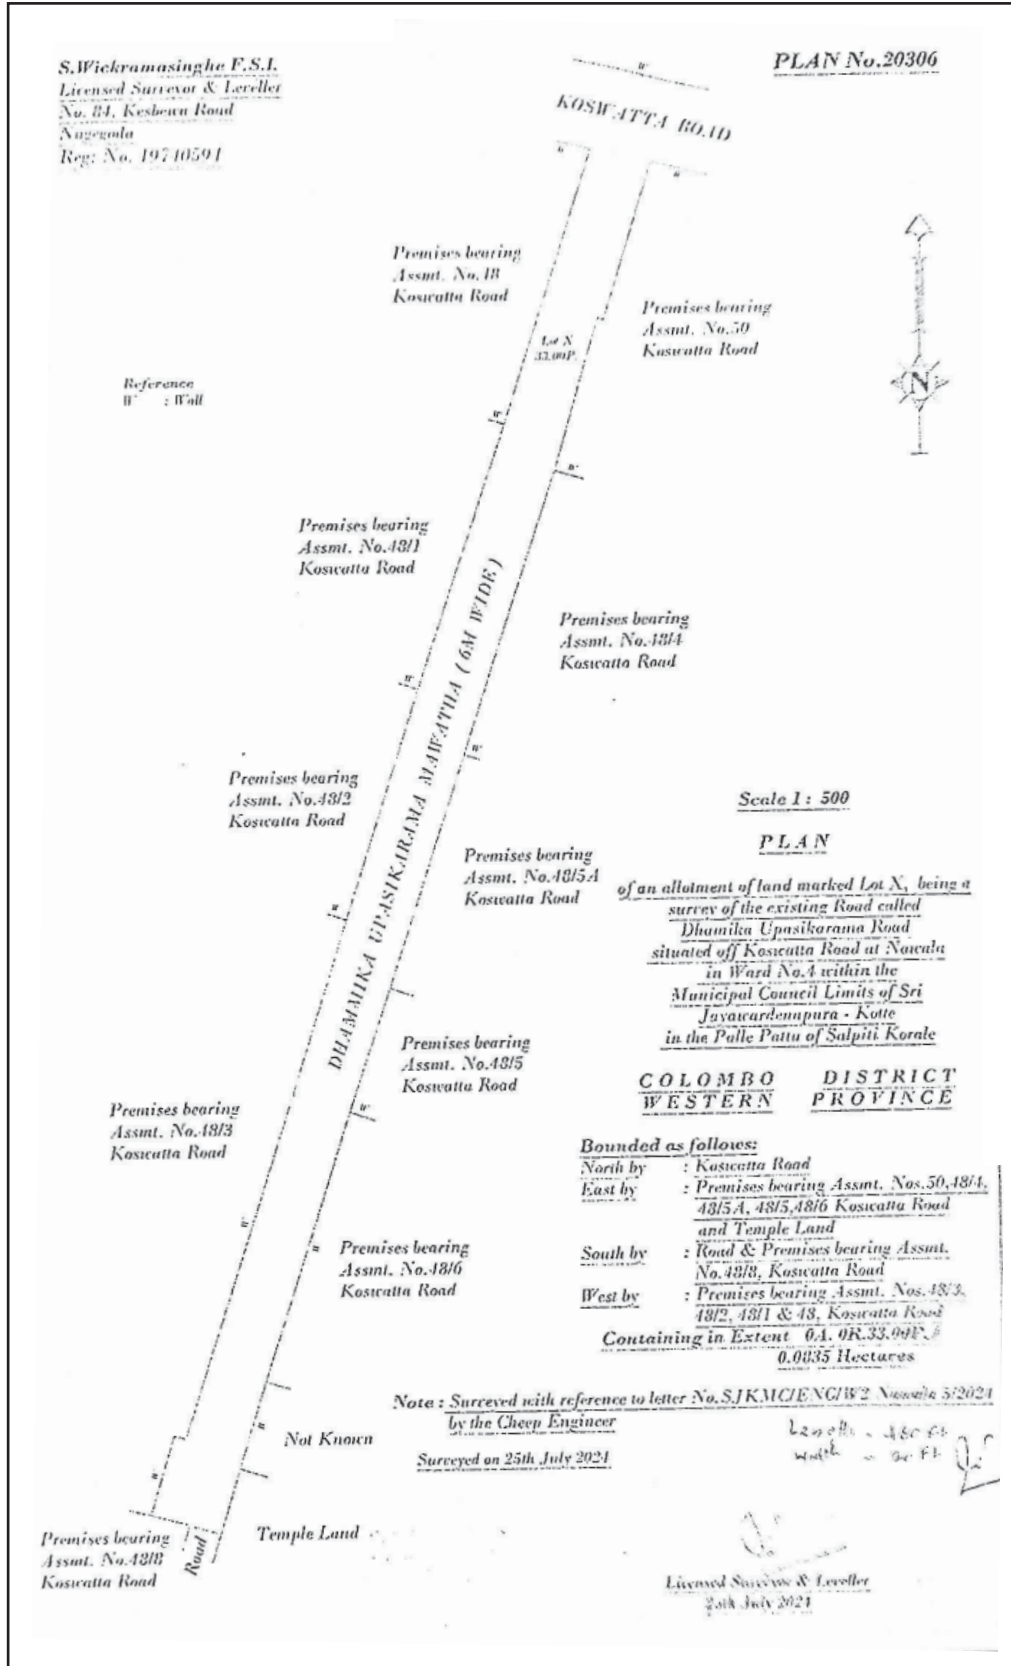 S.Wickramasinghe F.S.I.
Licensed Surveyor & Leveller
No. 84, Kesbewa Road
Nugegoda
Reg: No. 19740591
PLAN No.20306
W
KOSWATTA ROAD
Premises bearing
Assmt. No.48
Koswatta Road
Premises bearing
Assmt. No.50
Koswatta Road
Lot X
33.00P.
N
Reference
W : Wall
Premises bearing
Assmt. No.48/1
Koswatta Road
Premises bearing
Assmt. No.48/4
Koswatta Road
DHAMMIKA UPASIKARAMA MAWATHA ( 6M WIDE )
Premises bearing
Assmt. No.48/2
Koswatta Road
Premises bearing
Assmt. No.48/5A
Koswatta Road
Premises bearing
Assmt. No.48/5
Koswatta Road
Premises bearing
Assmt. No.48/3
Koswatta Road
Premises bearing
Assmt. No.48/6
Koswatta Road
Not Known
Temple Land
Road
Premises bearing
Assmt. No.48/8
Koswatta Road
Scale 1 : 500
PLAN
of an allotment of land marked Lot X, being a
survey of the existing Road called
Dhamika Upasikarama Road
situated off Koswatta Road at Nawala
in Ward No.4 within the
Municipal Council Limits of Sri
Jayawardenapura - Kotte
in the Palle Pattu of Salpiti Korale
COLOMBO DISTRICT
WESTERN PROVINCE
Bounded as follows:
North by : Koswatta Road
East by : Premises bearing Assmt. Nos.50,48/4,
48/5A, 48/5,48/6 Koswatta Road
and Temple Land
South by : Road & Premises bearing Assmt.
No.48/8, Koswatta Road
West by : Premises bearing Assmt. Nos.48/3,
48/2, 48/1 & 48, Koswatta Road
Containing in Extent 0A. 0R.33.00P.
0.0835 Hectares
Note : Surveyed with reference to letter No.SJKMC/ENG/W2 Nawala 5/2024
by the Cheep Engineer
Surveyed on 25th July 2024
Length - 460 Ft
Width - 20 Ft
Licensed Surveyor & Leveller
25th July 2024